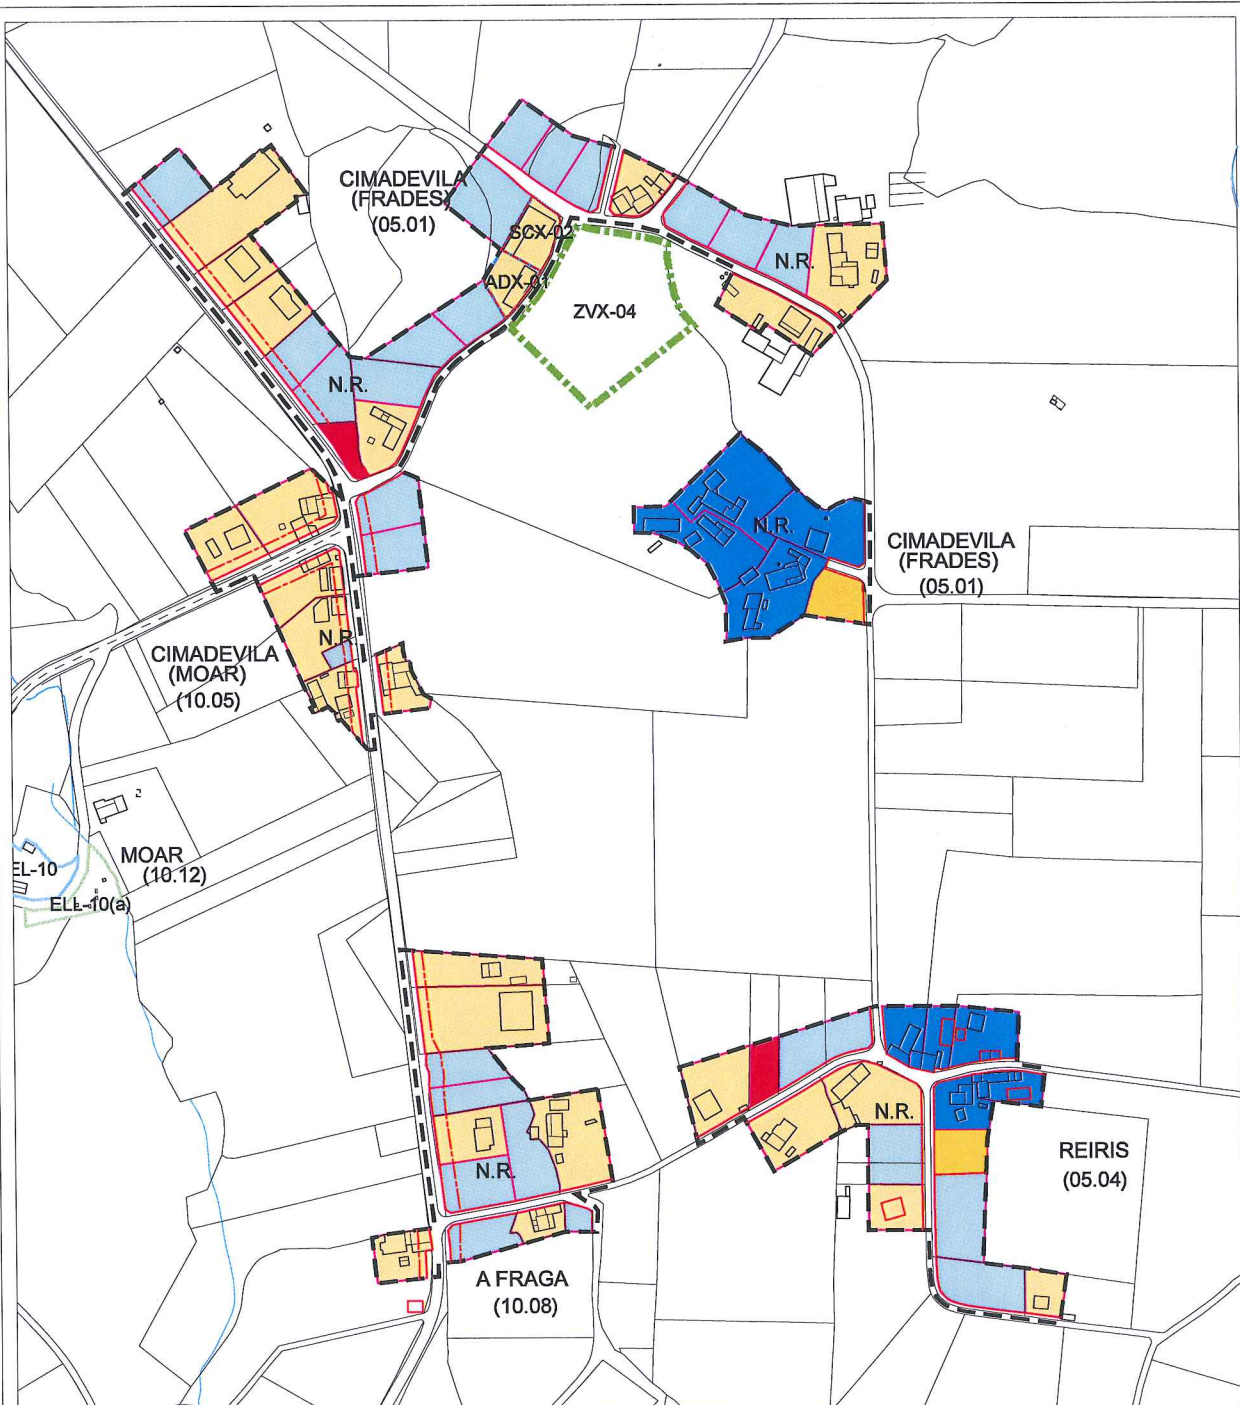 CIMADEVILA
(FRADES)
(05.01)
SCX-02
ADX-01
ZVX-04
N.R.
N.R.
N.R.
CIMADEVILA
(FRADES)
(05.01)
N.R.
CIMADEVILA
(MOAR)
(10.05)
MOAR
(10.12)
EL-10
ELL-10(a)
N.R.
REIRIS
(05.04)
N.R.
A FRAGA
(10.08)